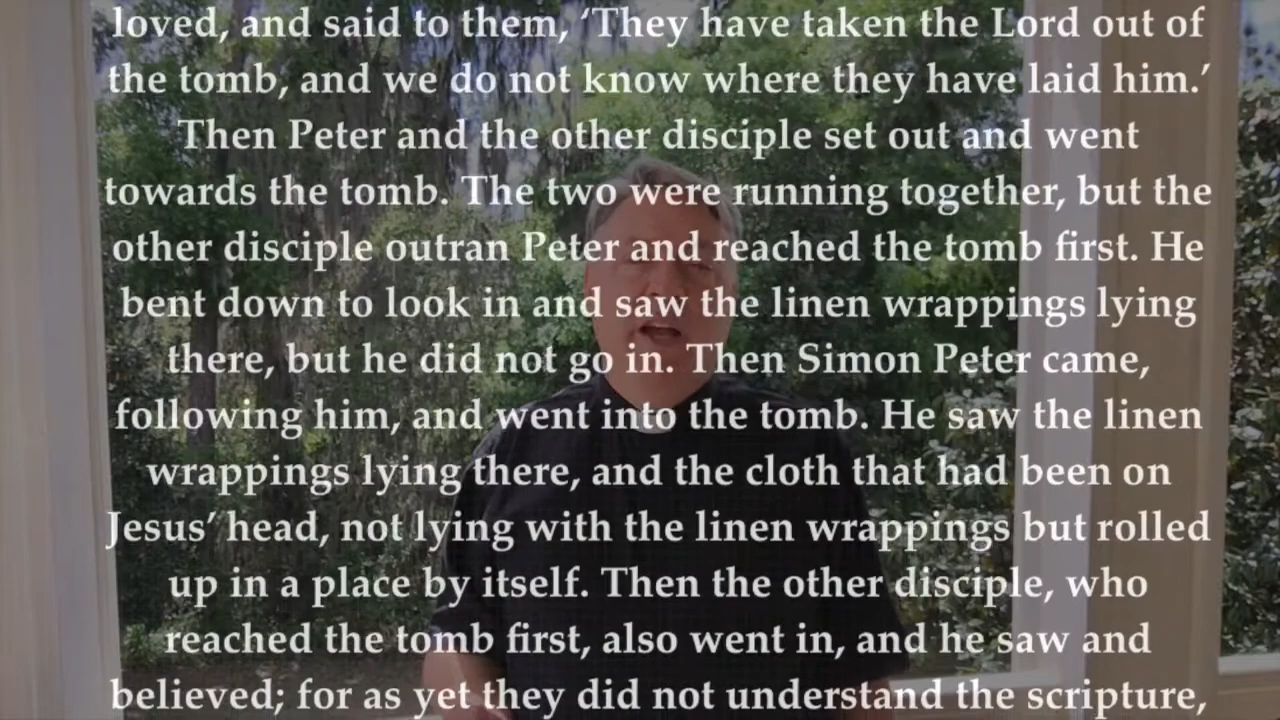 loved, and said to them, ‘They have taken the Lord out of
the tomb, and we do not know where they have laid him.’
Then Peter and the other disciple set out and went
towards the tomb. The two were running together, but the
other disciple outran Peter and reached the tomb first. He
bent down to look in and saw the linen wrappings lying
there, but he did not go in. Then Simon Peter came,
following him, and went into the tomb. He saw the linen
wrappings lying there, and the cloth that had been on
Jesus’ head, not lying with the linen wrappings but rolled
up in a place by itself. Then the other disciple, who
reached the tomb first, also went in, and he saw and
believed; for as yet they did not understand the scripture,